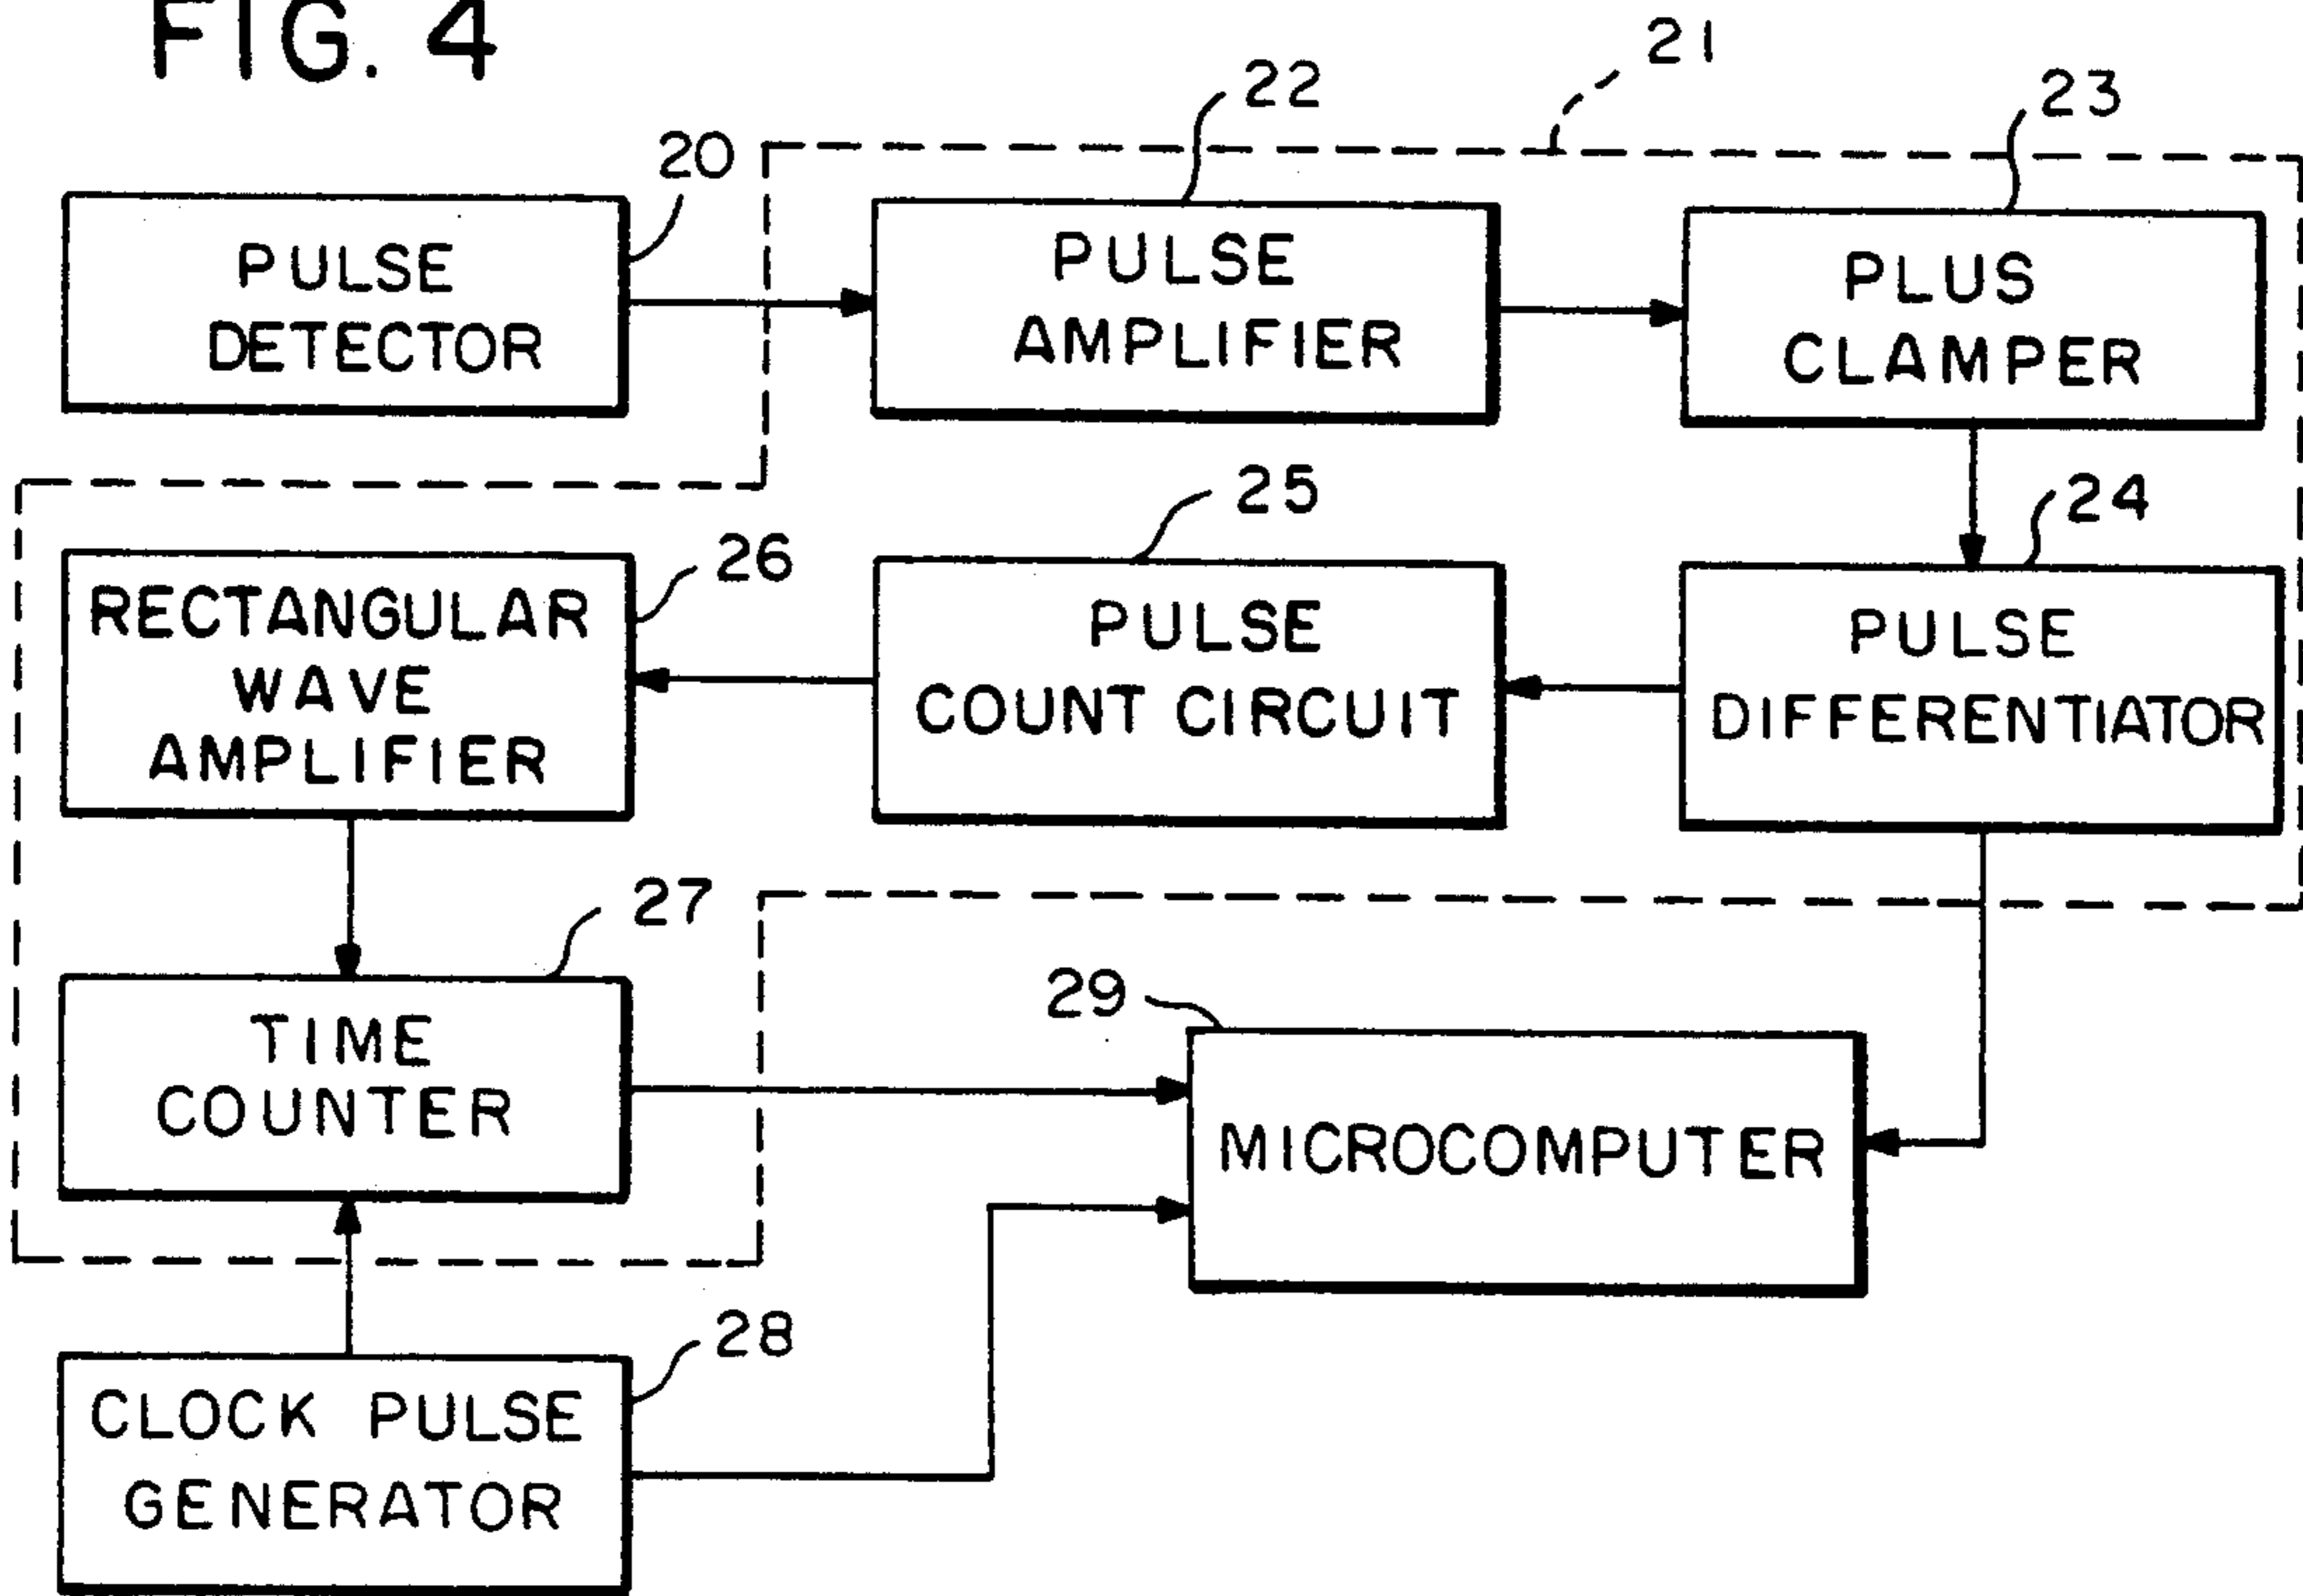 FIG. 4
21
22
23
20
PULSE
DETECTOR
PULSE
AMPLIFIER
PLUS
CLAMPER
25
24
26
RECTANGULAR
WAVE
AMPLIFIER
PULSE
COUNT CIRCUIT
PULSE
DIFFERENTIATOR
27
29
TIME
COUNTER
MICROCOMPUTER
28
CLOCK PULSE
GENERATOR